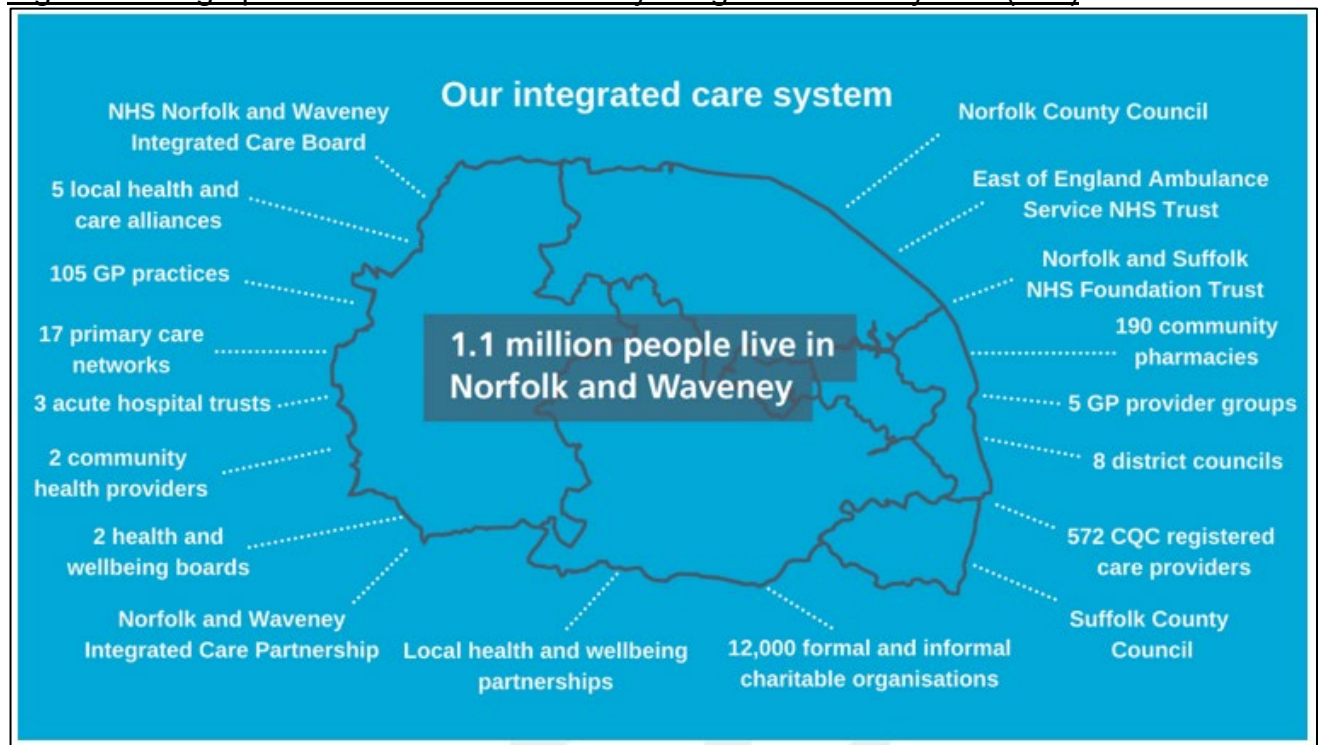 Our integrated care system
NHS Norfolk and Waveney
Integrated Care Board
5 local health and
care alliances
105 GP practices
17 primary care
networks
3 acute hospital trusts
2 community
health providers
2 health and
wellbeing boards
Norfolk and Waveney
Integrated Care Partnership
Local health and wellbeing
partnerships
12,000 formal and informal
charitable organisations
1.1 million people live in
Norfolk and Waveney
Norfolk County Council
East of England Ambulance
Service NHS Trust
Norfolk and Suffolk
NHS Foundation Trust
190 community
pharmacies
5 GP provider groups
8 district councils
572 CQC registered
care providers
Suffolk County
Council